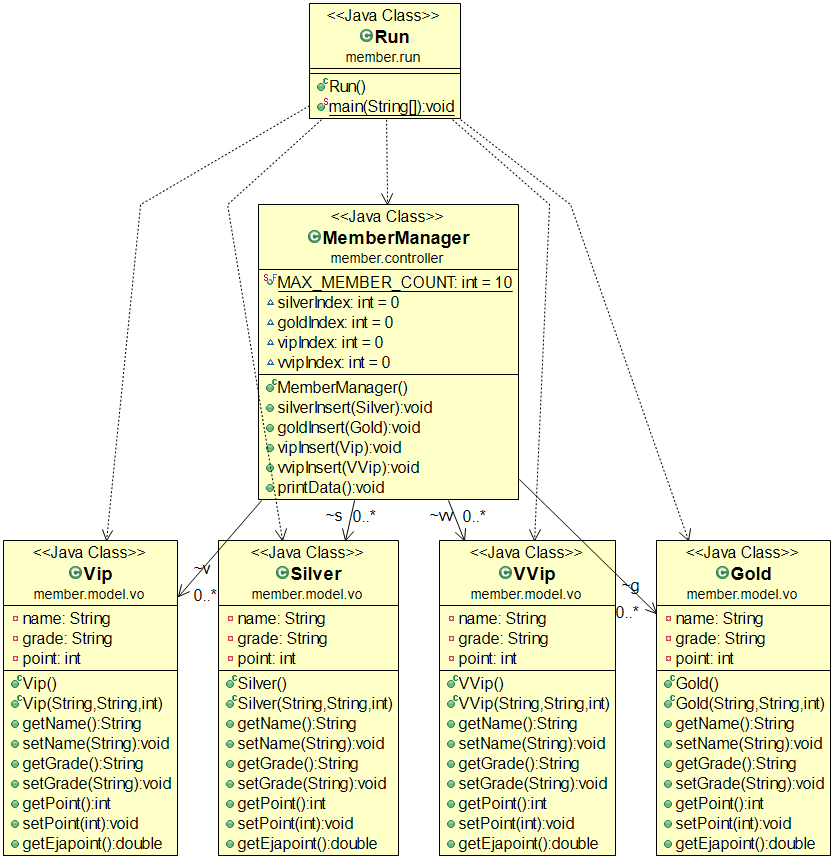 <<Java Class>>
Run
member.run
Run()
main(String[]):void
<<Java Class>>
MemberManager
member.controller
MAX_MEMBER_COUNT: int = 10
silverIndex: int = 0
goldIndex: int = 0
vipIndex: int = 0
vvipIndex: int = 0
MemberManager()
silverInsert(Silver):void
goldInsert(Gold):void
vipInsert(Vip):void
vvipInsert(VVip):void
printData():void
~v
0..*
~s
0..*
~vv
0..*
~g
0..*
<<Java Class>>
Vip
member.model.vo
name: String
grade: String
point: int
Vip()
Vip(String,String,int)
getName():String
setName(String):void
getGrade():String
setGrade(String):void
getPoint():int
setPoint(int):void
getEjapoint():double
<<Java Class>>
Silver
member.model.vo
name: String
grade: String
point: int
Silver()
Silver(String,String,int)
getName():String
setName(String):void
getGrade():String
setGrade(String):void
getPoint():int
setPoint(int):void
getEjapoint():double
<<Java Class>>
VVip
member.model.vo
name: String
grade: String
point: int
VVip()
VVip(String,String,int)
getName():String
setName(String):void
getGrade():String
setGrade(String):void
getPoint():int
setPoint(int):void
getEjapoint():double
<<Java Class>>
Gold
member.model.vo
name: String
grade: String
point: int
Gold()
Gold(String,String,int)
getName():String
setName(String):void
getGrade():String
setGrade(String):void
getPoint():int
setPoint(int):void
getEjapoint():double